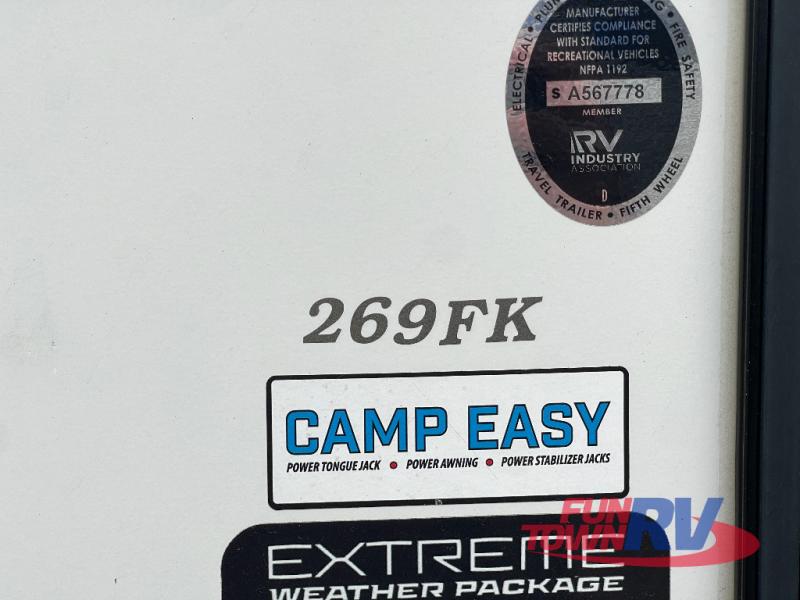 ELECTRICAL • FIRE SAFETY
MANUFACTURER
CERTIFIES COMPLIANCE
WITH STANDARD FOR
RECREATIONAL VEHICLES
NFPA 1192
S A567778
MEMBER
RV
INDUSTRY
ASSOCIATION
D
TRAVEL TRAILER • FIFTH WHEEL
269FK
CAMP EASY
POWER TONGUE JACK • POWER AWNING • POWER STABILIZER JACKS
FUN
TOWN RV
EXTREME
WEATHER PACKAGE